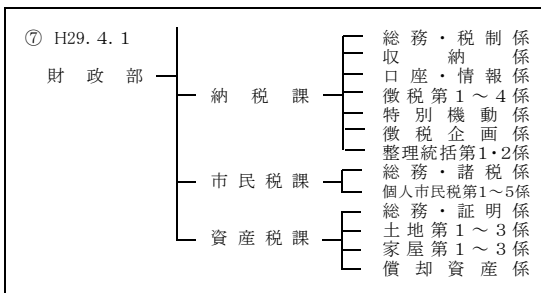 ⑦ H29.4.1
財政部
納税課
総務・税制係
収納係
口座・情報係
徴税第1～4係
特別機動係
徴税企画係
整理統括第1・2係
市民税課
総務・諸税係
個人市民税第1～5係
資産税課
総務・証明係
土地第1～3係
家屋第1～3係
償却資産係